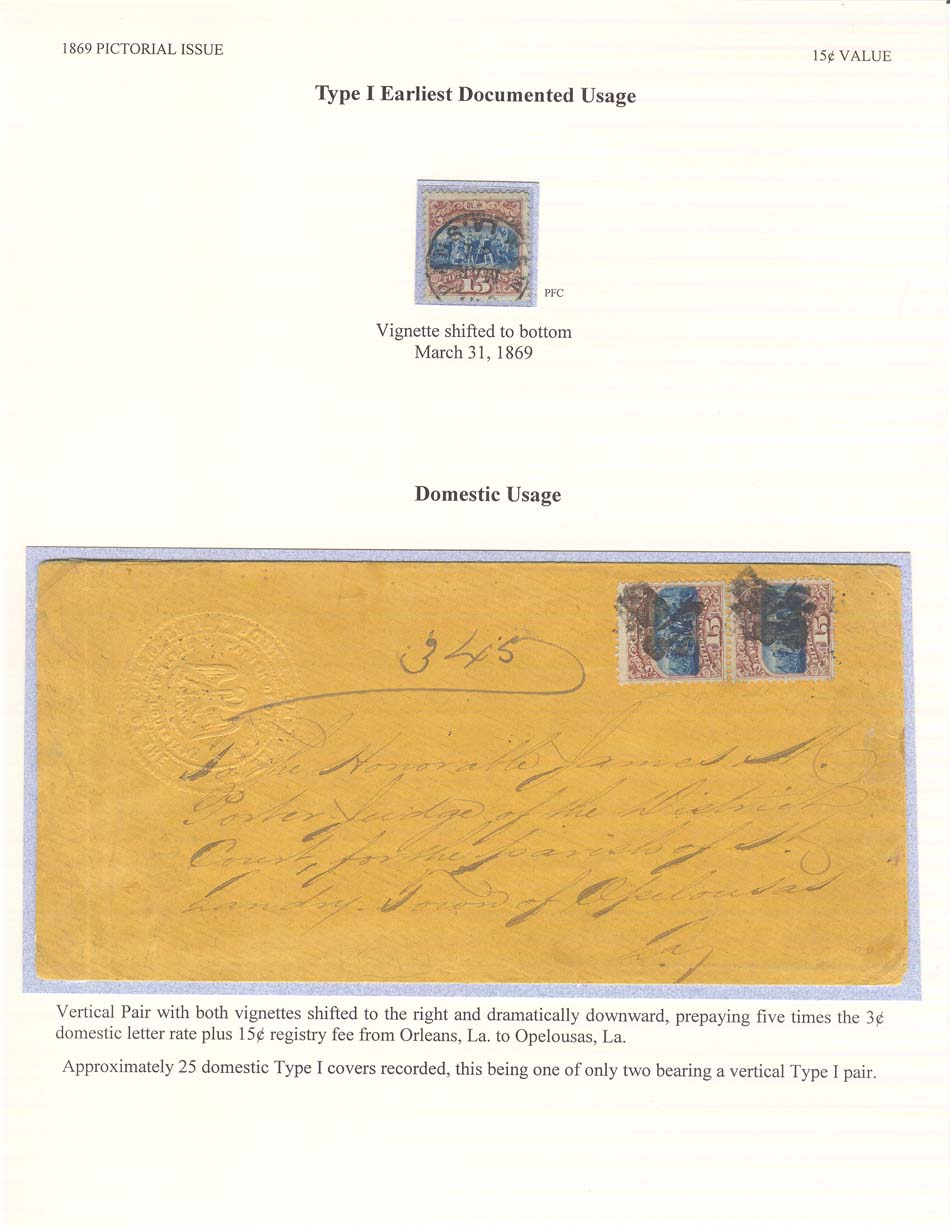 1869 PICTORIAL ISSUE
15¢ VALUE
Type I Earliest Documented Usage
U.S.
15
PFC
Vignette shifted to bottom
March 31, 1869
Domestic Usage
345
15
15
To the Honorable James M.
Porter Judge of the District
Court, for the parish of St.
Landry. Town of Opelousas
La,
Vertical Pair with both vignettes shifted to the right and dramatically downward, prepaying five times the 3¢
domestic letter rate plus 15¢ registry fee from Orleans, La. to Opelousas, La.
Approximately 25 domestic Type I covers recorded, this being one of only two bearing a vertical Type I pair.